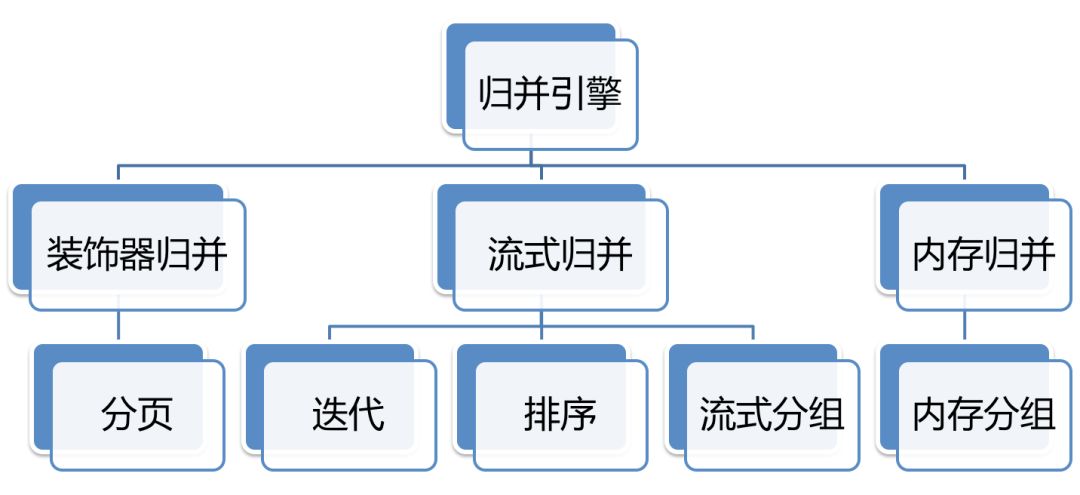 归并引擎
装饰器归并
流式归并
内存归并
分页
迭代
排序
流式分组
内存分组